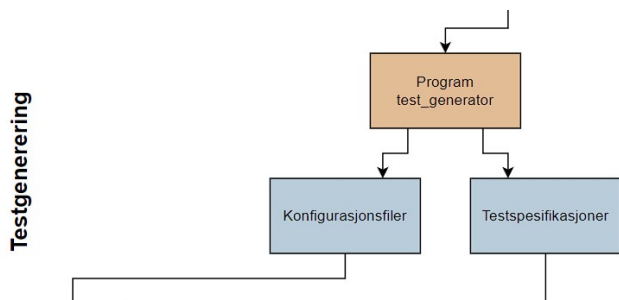 Testgenerering
Program
test_generator
Konfigurasjonsfiler
Testspesifikasjoner